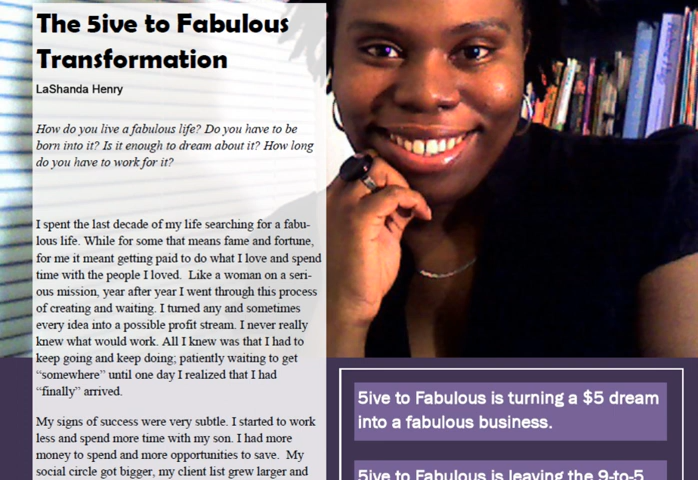 The 5ive to Fabulous
Transformation
LaShanda Henry
How do you live a fabulous life? Do you have to be
born into it? Is it enough to dream about it? How long
do you have to work for it?
I spent the last decade of my life searching for a fabu-
lous life. While for some that means fame and fortune,
for me it meant getting paid to do what I love and spend
time with the people I loved.  Like a woman on a seri-
ous mission, year after year I went through this process
of creating and waiting. I turned any and sometimes
every idea into a possible profit stream. I never really
knew what would work. All I knew was that I had to
keep going and keep doing; patiently waiting to get
“somewhere” until one day I realized that I had
“finally” arrived.
My signs of success were very subtle. I started to work
less and spend more time with my son. I had more
money to spend and more opportunities to save.  My
social circle got bigger, my client list grew larger and
5ive to Fabulous is turning a $5 dream
into a fabulous business.
5ive to Fabulous is leaving the 9-to-5